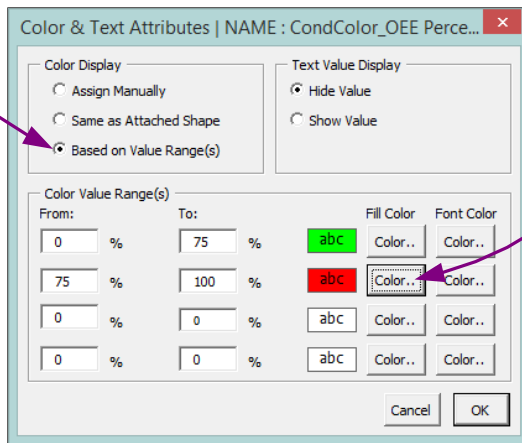 Color & Text Attributes | NAME : CondColor_OEE Perce...
Color Display
Assign Manually
Same as Attached Shape
Based on Value Range(s)
Text Value Display
Hide Value
Show Value
Color Value Range(s)
From: To: Fill Color Font Color
0 % 75 % abc Color.. Color..
75 % 100 % abc Color.. Color..
0 % 0 % abc Color.. Color..
0 % 0 % abc Color.. Color..
Cancel OK